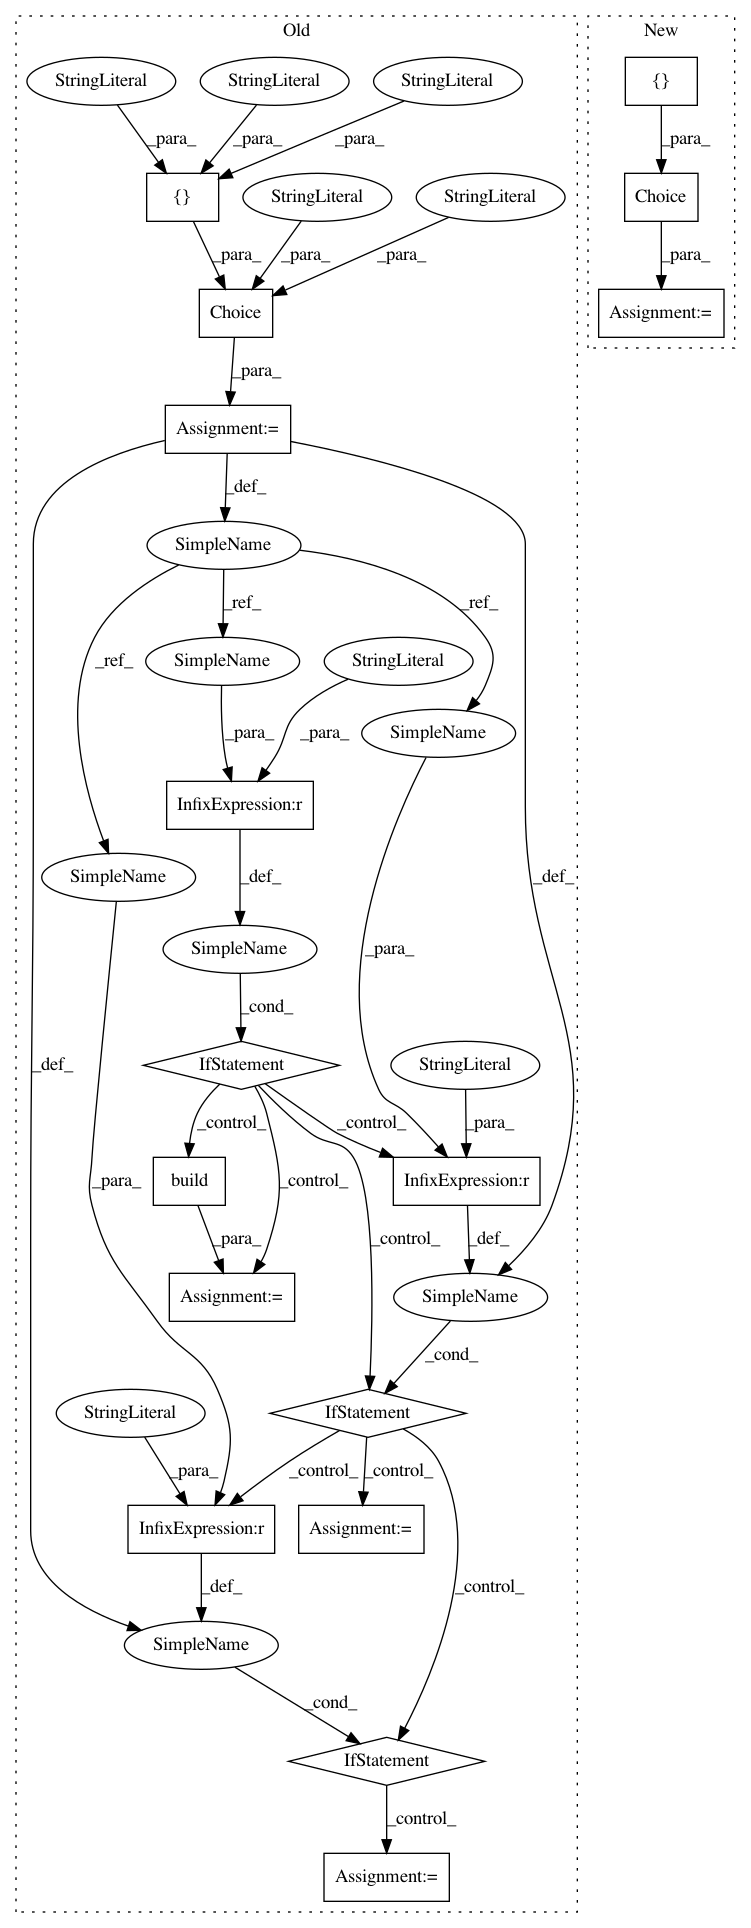 Old
New
StringLiteral
StringLiteral
StringLiteral
{}
_para_
_para_
_para_
_para_
{}
StringLiteral
StringLiteral
Choice
_para_
_para_
_para_
_para_
Choice
Assignment:=
_para_
Assignment:=
_def_
SimpleName
_ref_
_ref_
_ref_
SimpleName
StringLiteral
SimpleName
_para_
_para_
InfixExpression:r
SimpleName
_def_
_def_
SimpleName
_para_
_cond_
IfStatement
StringLiteral
_def_
_control_
_control_
_para_
build
InfixExpression:r
_para_
_control_
_para_
_control_
_def_
Assignment:=
SimpleName
_cond_
StringLiteral
IfStatement
_para_
_control_
_control_
InfixExpression:r
Assignment:=
_def_
_control_
SimpleName
_cond_
IfStatement
_control_
Assignment:=